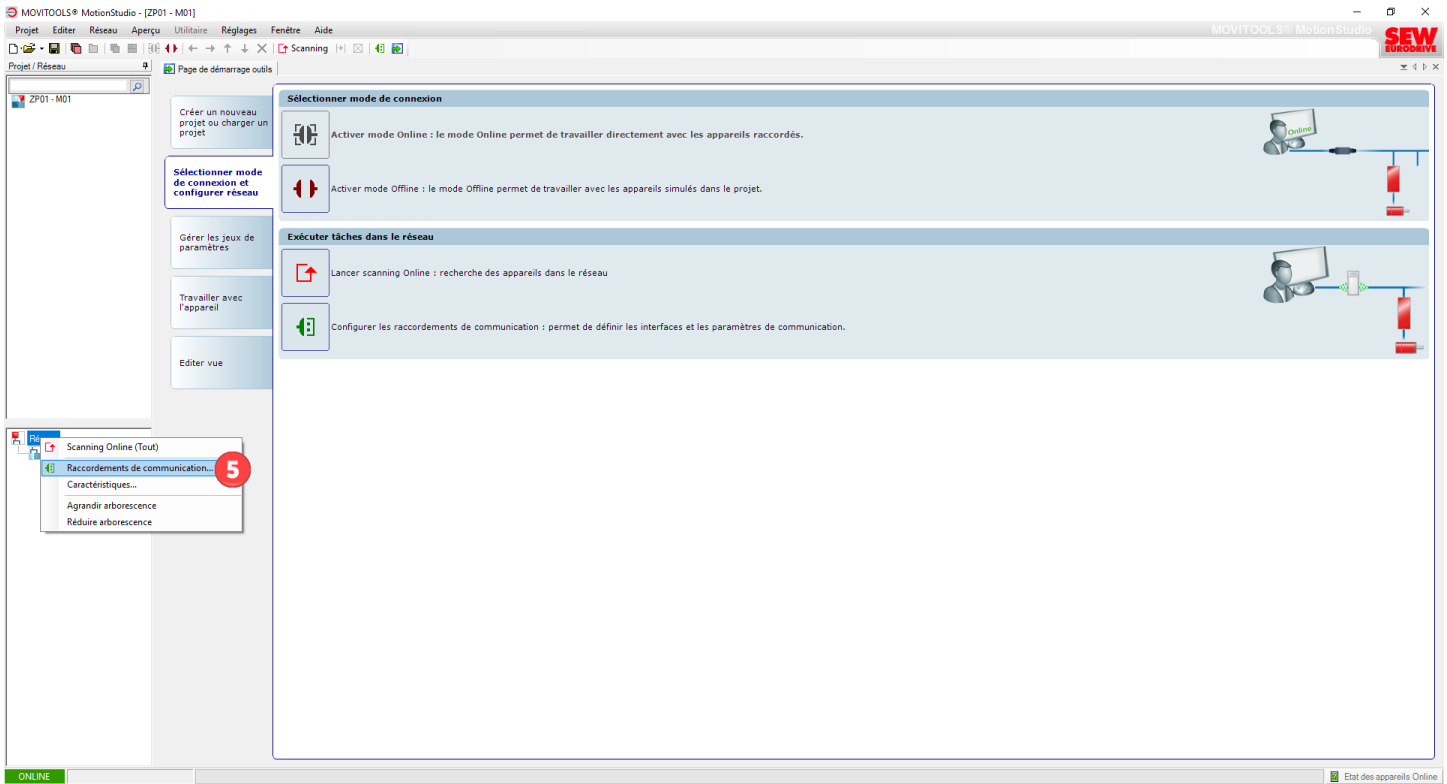 MOVITOOLS® MotionStudio - [ZP01 - M01]
Projet Editer Réseau Aperçu Utilitaire Réglages Fenêtre Aide
MOVITOOLS® MotionStudio
SEW
EURODRIVE
Scanning
Projet / Réseau
Page de démarrage outils
ZP01 - M01
Créer un nouveau
projet ou charger un
projet
Sélectionner mode
de connexion et
configurer réseau
Gérer les jeux de
paramètres
Travailler avec
l'appareil
Editer vue
Sélectionner mode de connexion
Activer mode Online : le mode Online permet de travailler directement avec les appareils raccordés.
Online
Activer mode Offline : le mode Offline permet de travailler avec les appareils simulés dans le projet.
Exécuter tâches dans le réseau
Lancer scanning Online : recherche des appareils dans le réseau
Configurer les raccordements de communication : permet de définir les interfaces et les paramètres de communication.
Scanning Online (Tout)
Raccordements de communication...
5
Caractéristiques...
Agrandir arborescence
Réduire arborescence
ONLINE
Etat des appareils Online